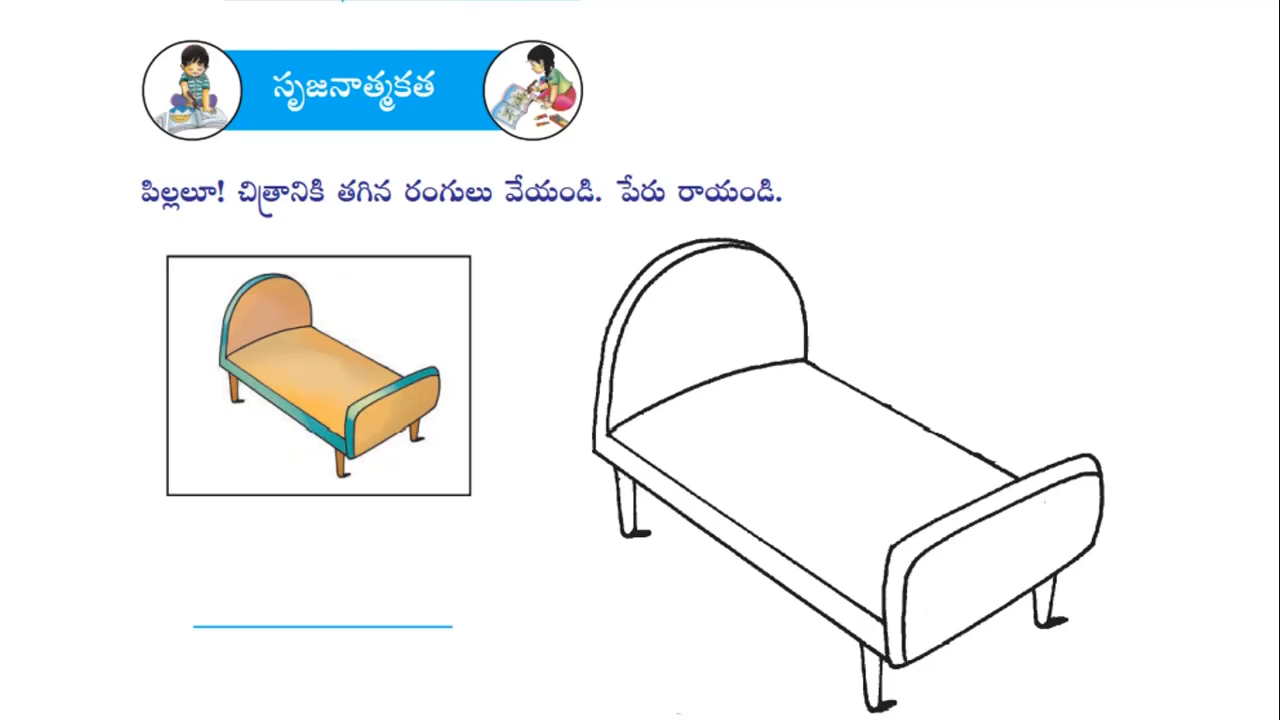 సృజనాత్మకత
పిల్లలూ! చిత్రానికి తగిన రంగులు వేయండి. పేరు రాయండి.